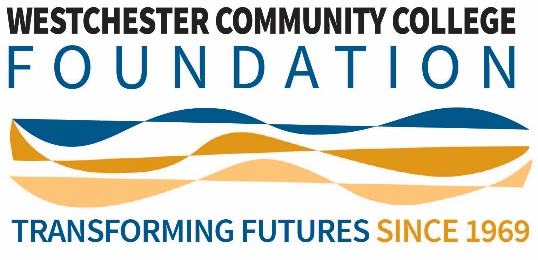 WESTCHESTER COMMUNITY COLLEGE
FOUNDATION
TRANSFORMING FUTURES SINCE 1969